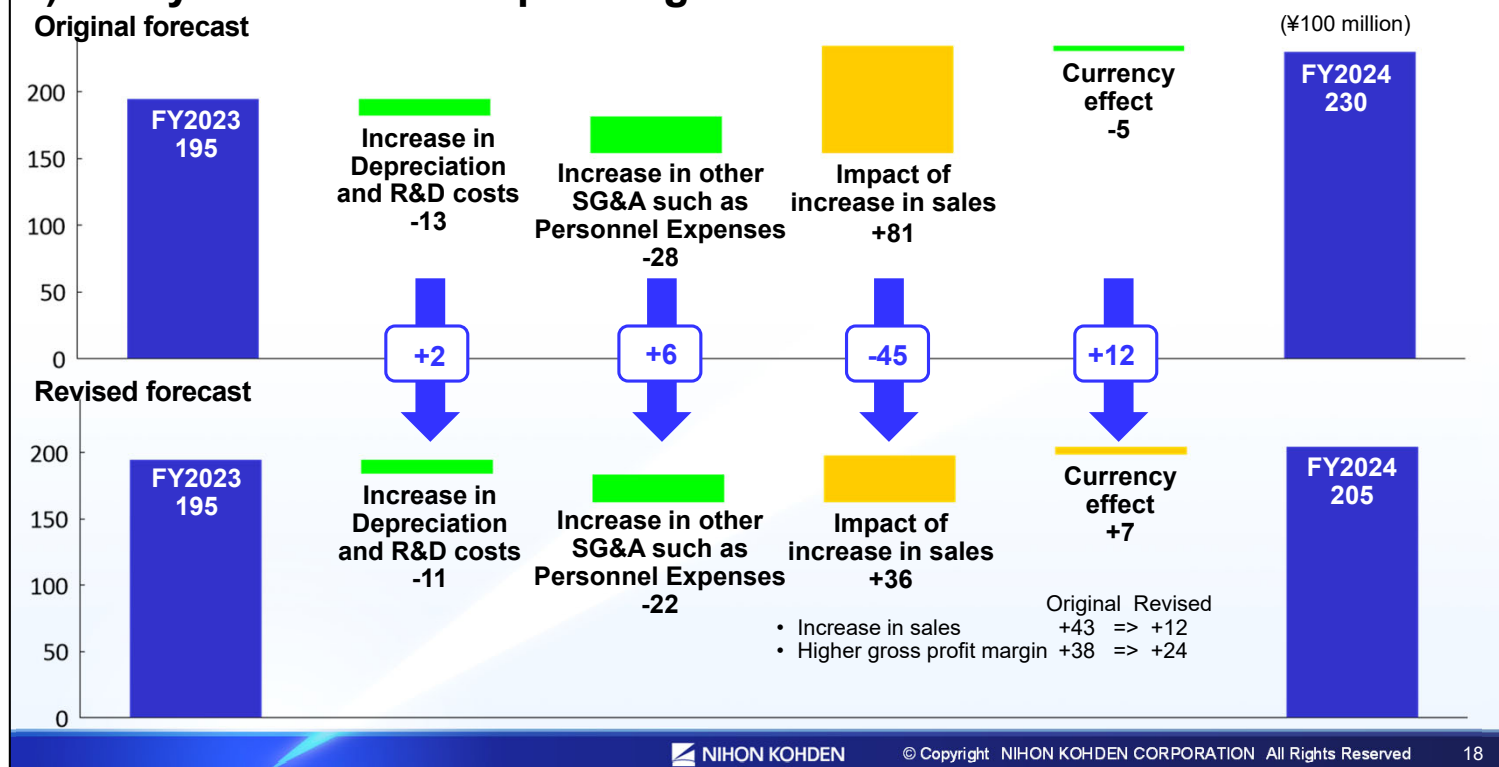 Original forecast
(¥100 million)
200
150
100
50
0
FY2023
195
Increase in
Depreciation
and R&D costs
-13
Increase in other
SG&A such as
Personnel Expenses
-28
Impact of
increase in sales
+81
Currency
effect
-5
FY2024
230
+2
+6
-45
+12
Revised forecast
200
150
100
50
0
FY2023
195
Increase in
Depreciation
and R&D costs
-11
Increase in other
SG&A such as
Personnel Expenses
-22
Impact of
increase in sales
+36
Currency
effect
+7
FY2024
205
Original Revised
• Increase in sales +43 => +12
• Higher gross profit margin +38 => +24
NIHON KOHDEN © Copyright NIHON KOHDEN CORPORATION All Rights Reserved 18